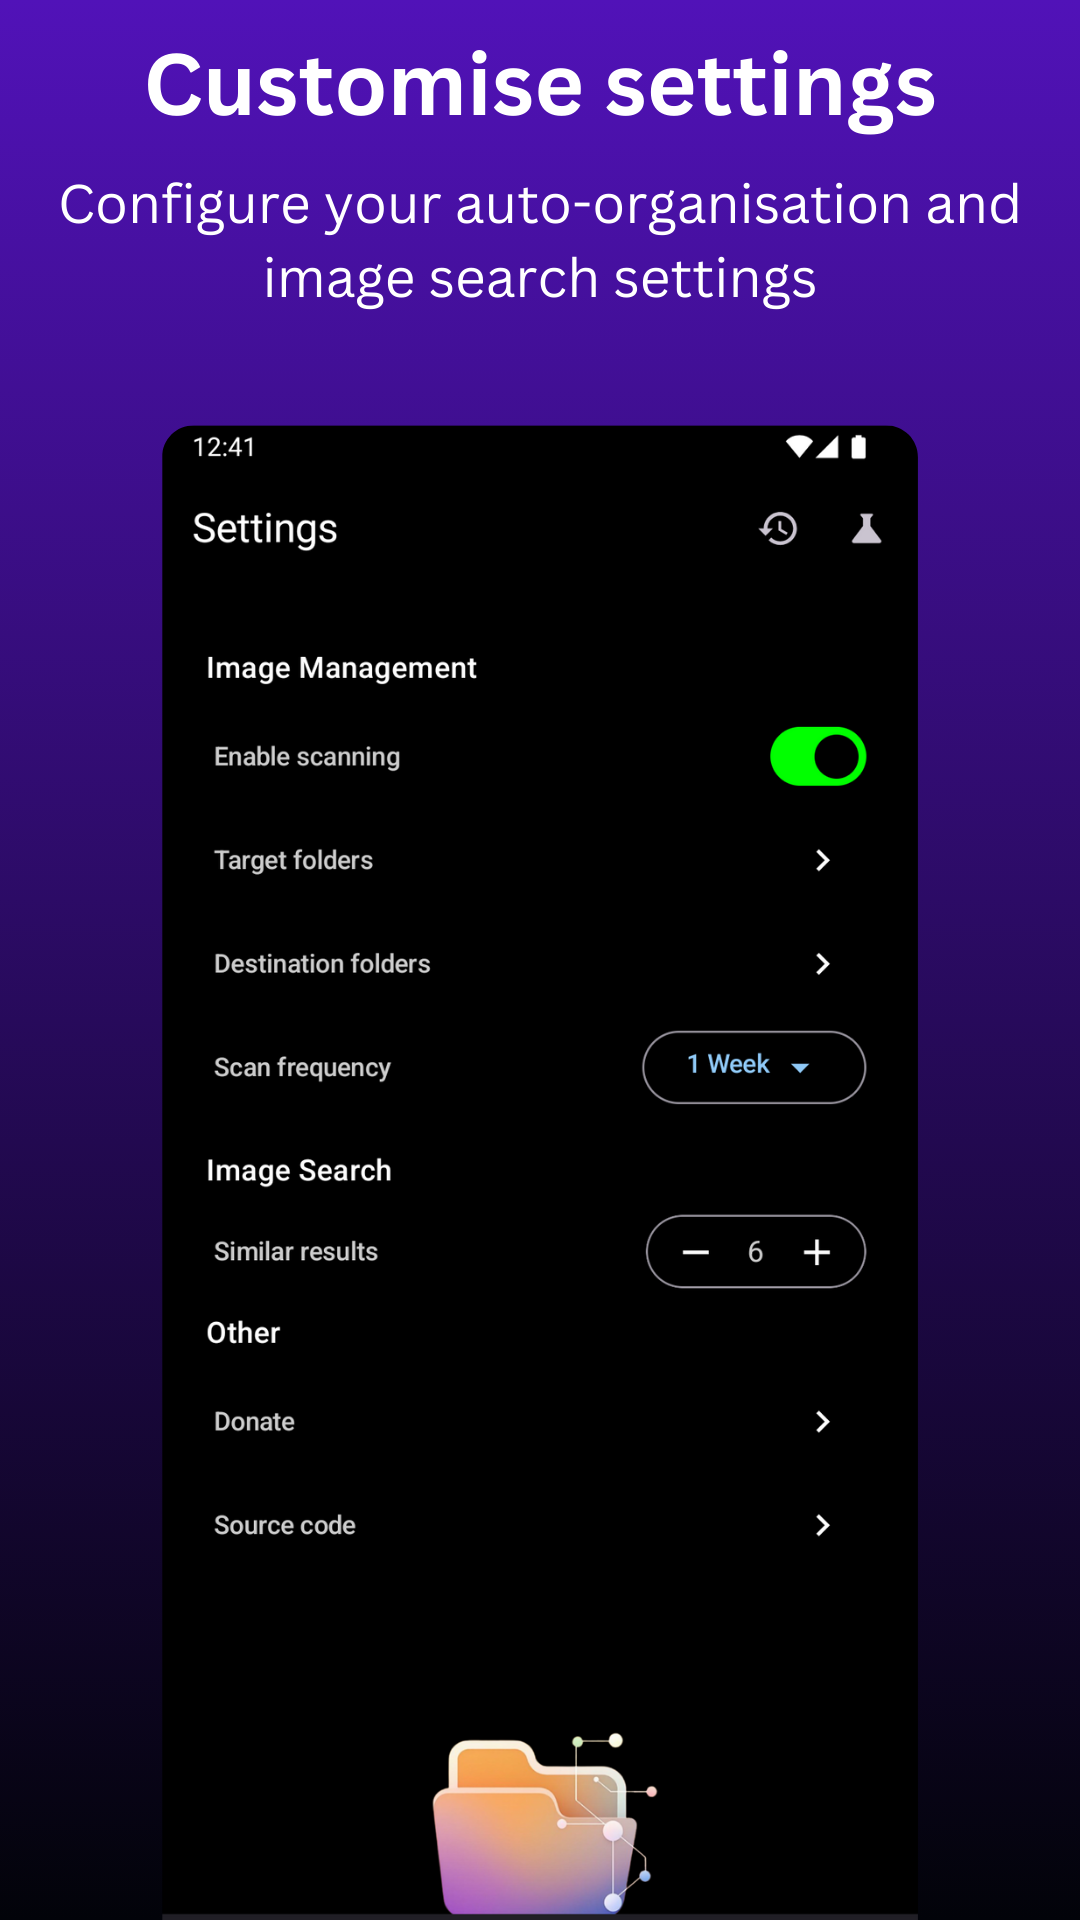 Customise settings
Configure your auto-organisation and
image search settings
12:41
Settings
Image Management
Enable scanning
Target folders
Destination folders
Scan frequency
1 Week
Image Search
Similar results
6
Other
Donate
Source code